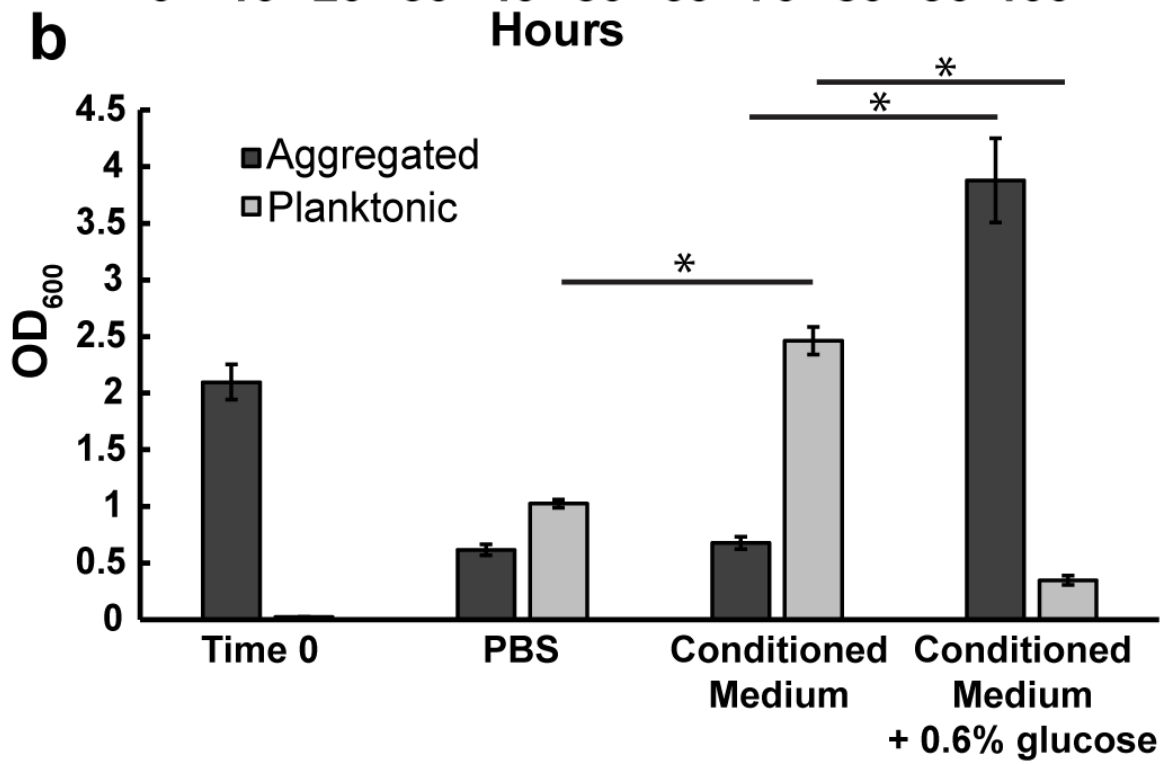 Hours
b
*
*
4.5
4
3.5
3
2.5
2
1.5
1
0.5
0
OD600
Aggregated
Planktonic
*
Time 0
PBS
Conditioned
Medium
Conditioned
Medium
+ 0.6% glucose